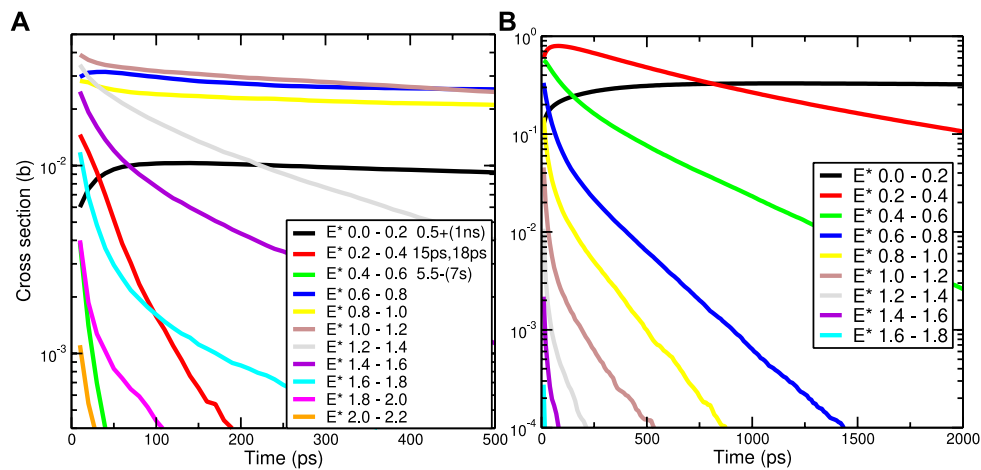 A
B
Cross section (b)
10^-2
10^-3
0
100
200
300
400
500
Time (ps)
E* 0.0 - 0.2 0.5+(1ns)
E* 0.2 - 0.4 15ps,18ps
E* 0.4 - 0.6 5.5-(7s)
E* 0.6 - 0.8
E* 0.8 - 1.0
E* 1.0 - 1.2
E* 1.2 - 1.4
E* 1.4 - 1.6
E* 1.6 - 1.8
E* 1.8 - 2.0
E* 2.0 - 2.2
10^0
10^-1
10^-2
10^-3
10^-4
0
250
500
750
1000
1250
1500
1750
2000
Time (ps)
E* 0.0 - 0.2
E* 0.2 - 0.4
E* 0.4 - 0.6
E* 0.6 - 0.8
E* 0.8 - 1.0
E* 1.0 - 1.2
E* 1.2 - 1.4
E* 1.4 - 1.6
E* 1.6 - 1.8